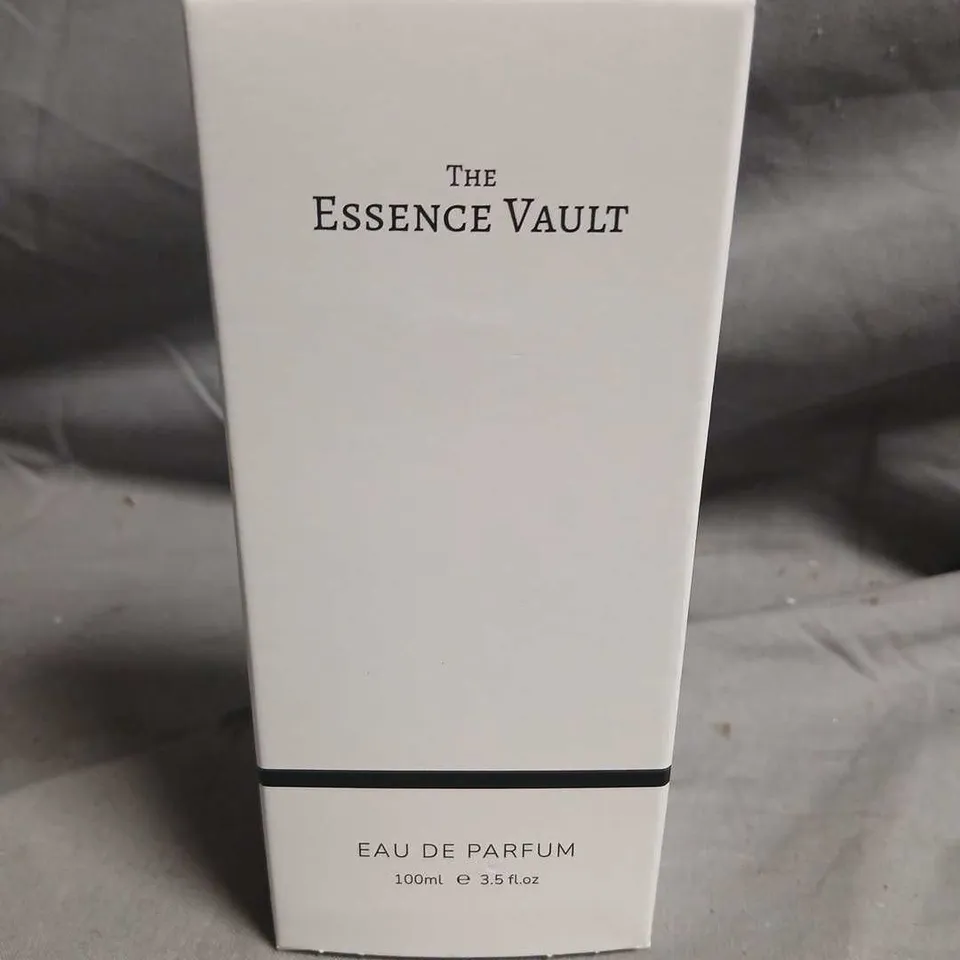 The
Essence Vault
EAU DE PARFUM
100ml ℮ 3.5 fl.oz